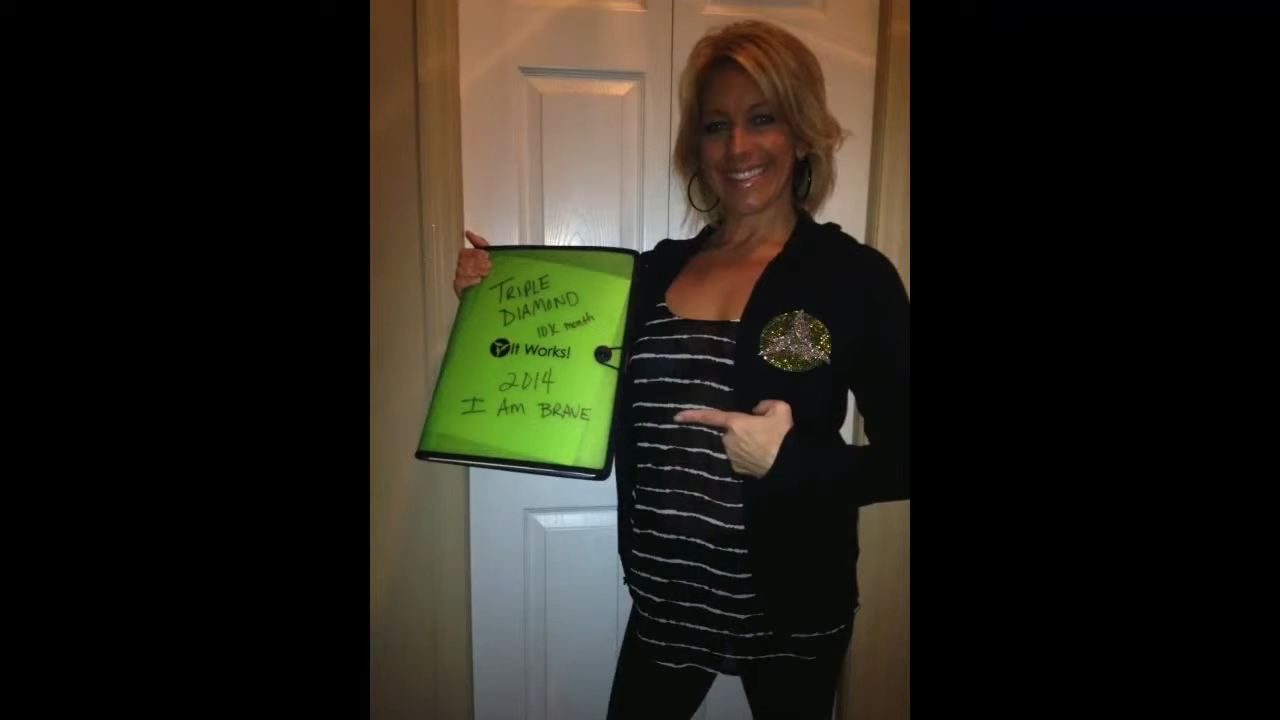 TRIPLE
DIAMOND
10K month
It Works!
2014
I AM BRAVE